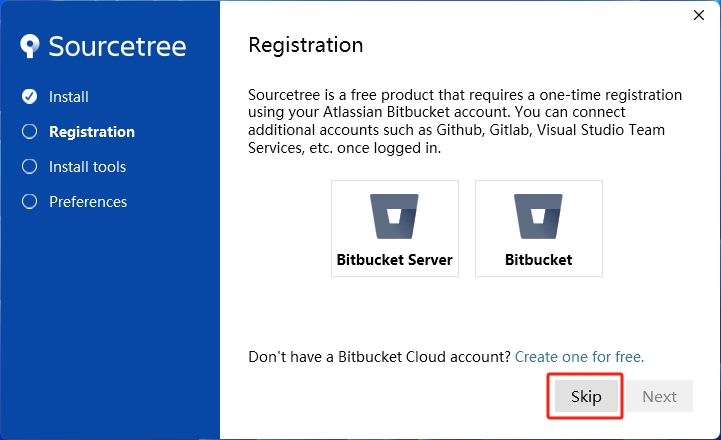 Sourcetree
Install
Registration
Install tools
Preferences
Registration
Sourcetree is a free product that requires a one-time registration
using your Atlassian Bitbucket account. You can connect
additional accounts such as Github, Gitlab, Visual Studio Team
Services, etc. once logged in.
Bitbucket Server
Bitbucket
Don't have a Bitbucket Cloud account? Create one for free.
Skip
Next